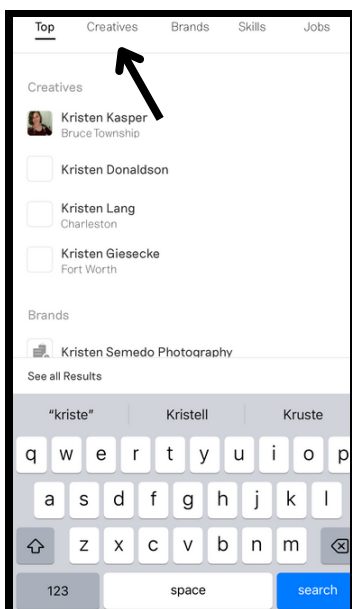 Top Creatives Brands Skills Jobs
Creatives
Kristen Kasper
Bruce Township
Kristen Donaldson
Kristen Lang
Charleston
Kristen Giesecke
Fort Worth
Brands
Kristen Semedo Photography
See all Results
“kriste” Kristell Kruste
q w e r t y u i o p
a s d f g h j k l
z x c v b n m
123 space search